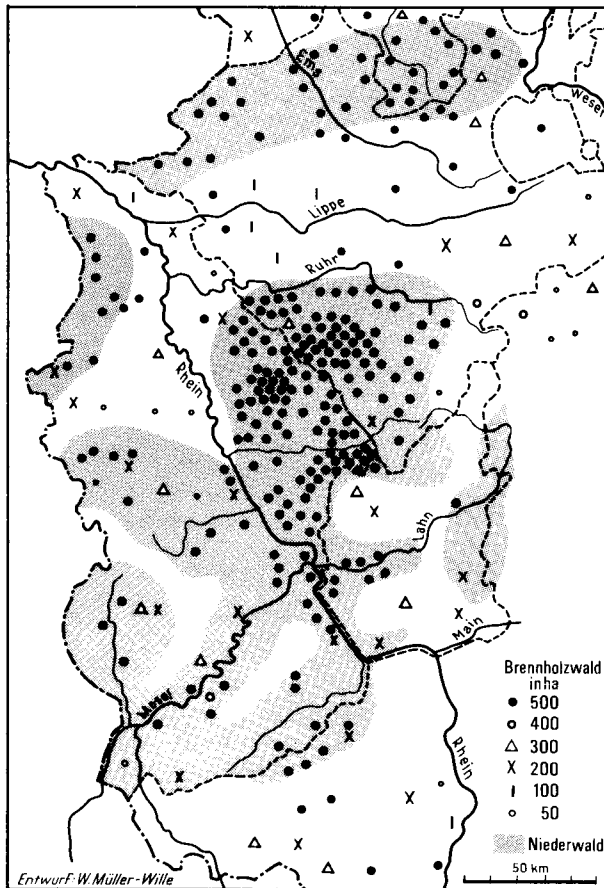 Ems
Weser
Lippe
Ruhr
Rhein
Lahn
Main
Mosel
Rhein
Brennholzwald
in ha
500
400
300
200
100
50
Niederwald
50 km
Entwurf: W. Müller-Wille